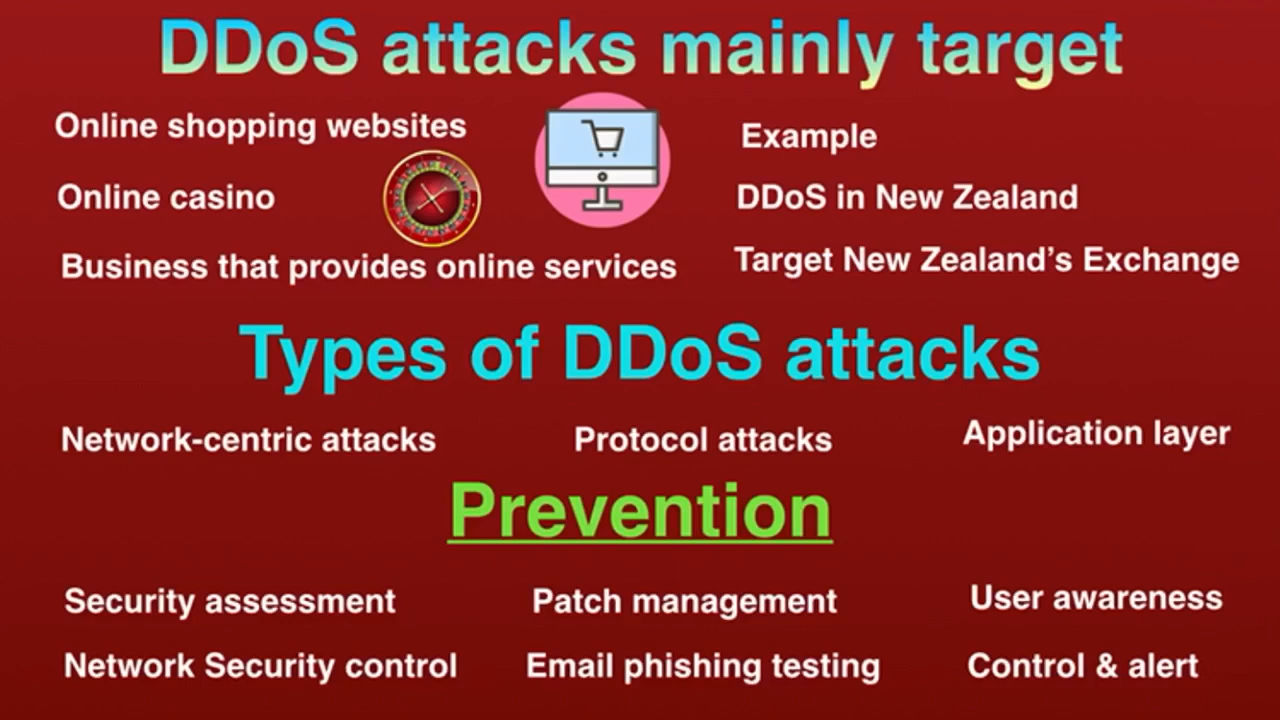 DDoS attacks mainly target
Online shopping websites
Online casino
Business that provides online services
Example
DDoS in New Zealand
Target New Zealand’s Exchange
Types of DDoS attacks
Network-centric attacks
Protocol attacks
Application layer
Prevention
Security assessment
Patch management
User awareness
Network Security control
Email phishing testing
Control & alert